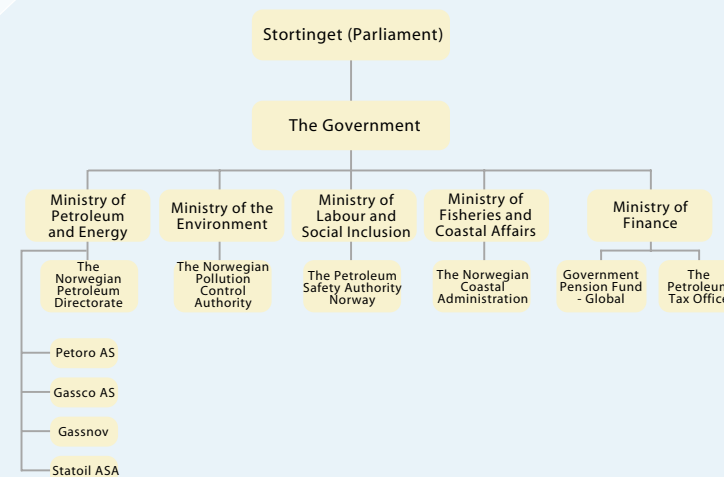 Stortinget (Parliament)
The Government
Ministry of
Petroleum
and Energy
Ministry of the
Environment
Ministry of
Labour and
Social Inclusion
Ministry of
Fisheries and
Coastal Affairs
Ministry of
Finance
The
Norwegian
Petroleum
Directorate
The Norwegian
Pollution
Control
Authority
The Petroleum
Safety Authority
Norway
The Norwegian
Coastal
Administration
Government
Pension Fund
- Global
The
Petroleum
Tax Office
Petoro AS
Gassco AS
Gassnov
Statoil ASA